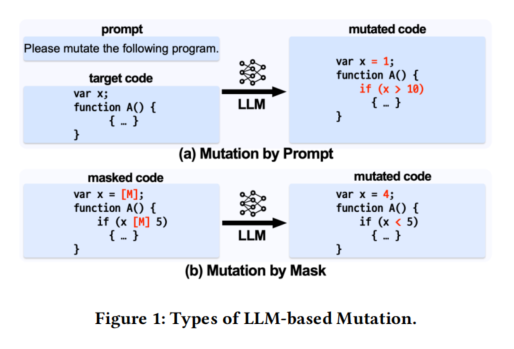 prompt
Please mutate the following program.
target code
var x;
function A() {
{ … }
}
LLM
mutated code
var x = 1;
function A() {
if (x > 10)
{ … }
}
(a) Mutation by Prompt
masked code
var x = [M];
function A() {
if (x [M] 5)
{ … }
}
LLM
mutated code
var x = 4;
function A() {
if (x < 5)
{ … }
}
(b) Mutation by Mask
Figure 1: Types of LLM-based Mutation.